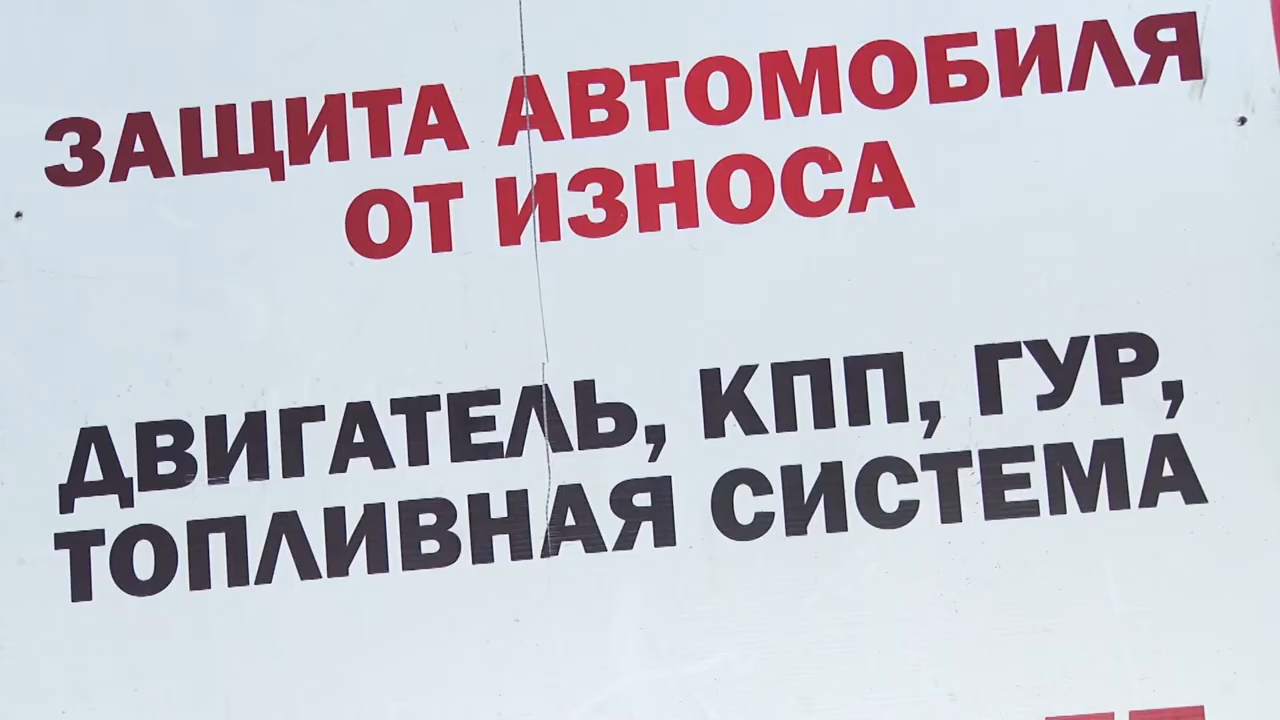 ЗАЩИТА АВТОМОБИЛЯ
ОТ ИЗНОСА
ДВИГАТЕЛЬ, КПП, ГУР,
ТОПЛИВНАЯ СИСТЕМА